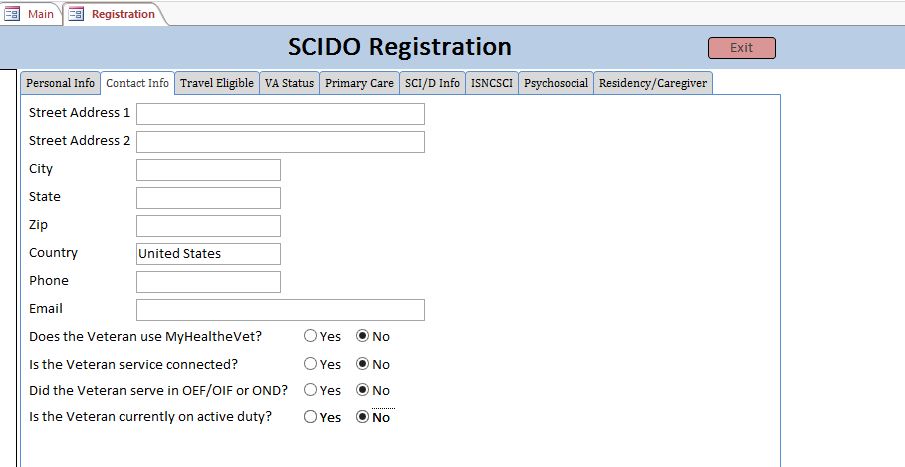 Main Registration
SCIDO Registration Exit
Personal Info Contact Info Travel Eligible VA Status Primary Care SCI/D Info ISNCSCI Psychosocial Residency/Caregiver
Street Address 1
Street Address 2
City
State
Zip
Country United States
Phone
Email
Does the Veteran use MyHealtheVet? Yes No
Is the Veteran service connected? Yes No
Did the Veteran serve in OEF/OIF or OND? Yes No
Is the Veteran currently on active duty? Yes No